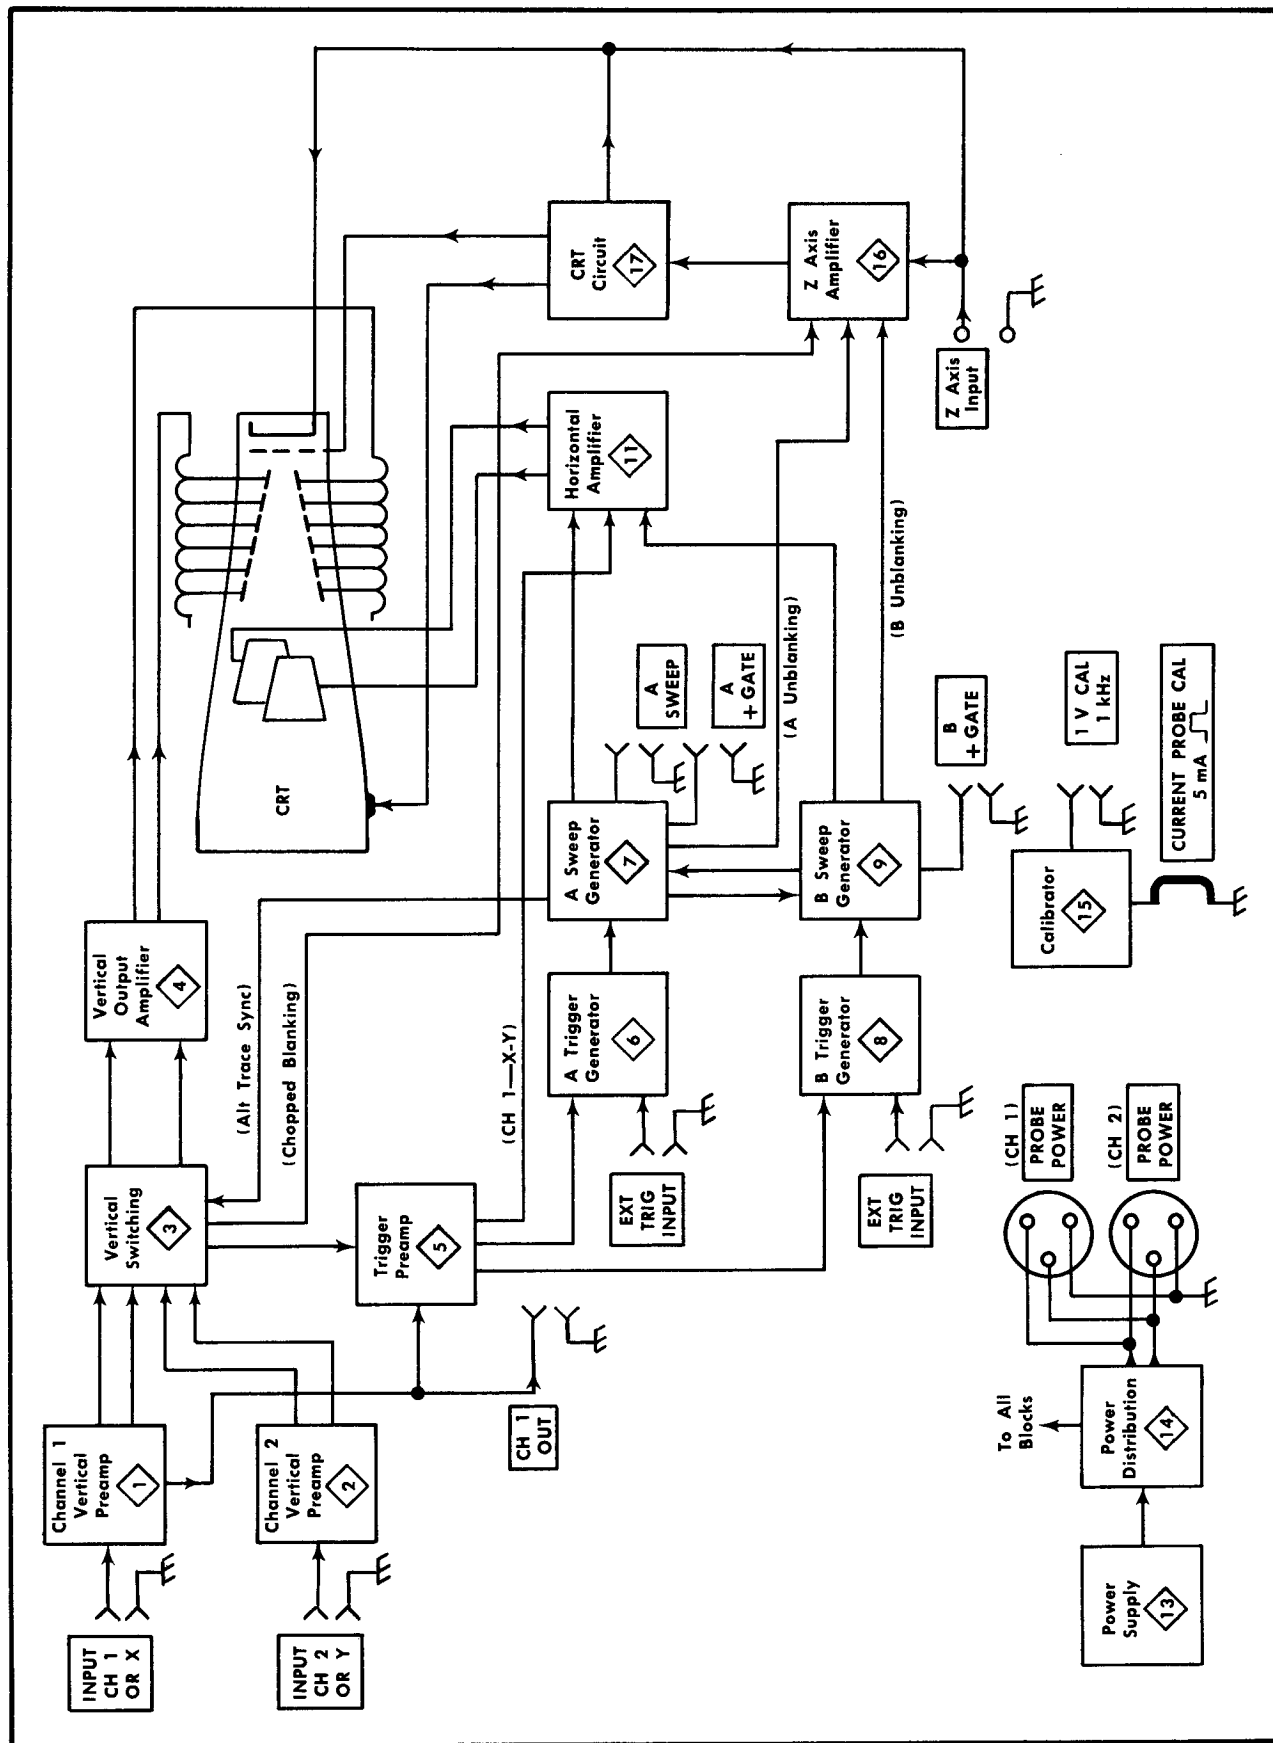 INPUT
CH 1
OR X
Channel 1
Vertical
Preamp
1
INPUT
CH 2
OR Y
Channel 2
Vertical
Preamp
2
CH 1
OUT
Vertical
Switching
3
Trigger
Preamp
5
Vertical
Output
Amplifier
4
(Alt Trace Sync)
(Chopped Blanking)
(CH 1—X-Y)
EXT
TRIG
INPUT
A Trigger
Generator
6
EXT
TRIG
INPUT
B Trigger
Generator
8
A Sweep
Generator
7
B Sweep
Generator
9
A
SWEEP
A
+ GATE
(A Unblanking)
(B Unblanking)
B
+ GATE
CRT
Horizontal
Amplifier
11
CRT
Circuit
17
Z Axis
Amplifier
16
Z Axis
Input
Power
Supply
13
Power
Distribution
14
To All
Blocks
(CH 1)
PROBE
POWER
(CH 2)
PROBE
POWER
Calibrator
15
1 V CAL
1 kHz
CURRENT PROBE CAL
5 mA